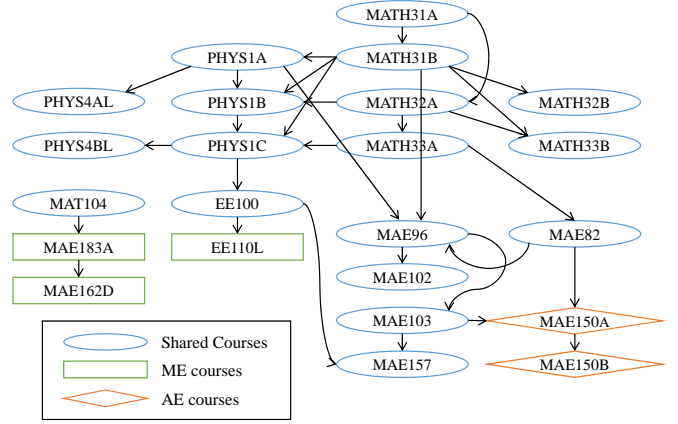 MATH31A
PHYS1A
MATH31B
PHYS4AL
PHYS1B
MATH32A
MATH32B
PHYS4BL
PHYS1C
MATH33A
MATH33B
MAT104
EE100
MAE96
MAE82
MAE183A
EE110L
MAE102
MAE162D
MAE103
MAE150A
MAE157
MAE150B
Shared Courses
ME courses
AE courses